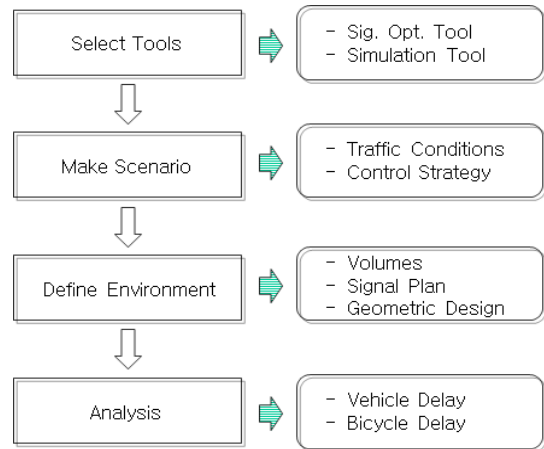 Select Tools
- Sig. Opt. Tool
- Simulation Tool
Make Scenario
- Traffic Conditions
- Control Strategy
Define Environment
- Volumes
- Signal Plan
- Geometric Design
Analysis
- Vehicle Delay
- Bicycle Delay